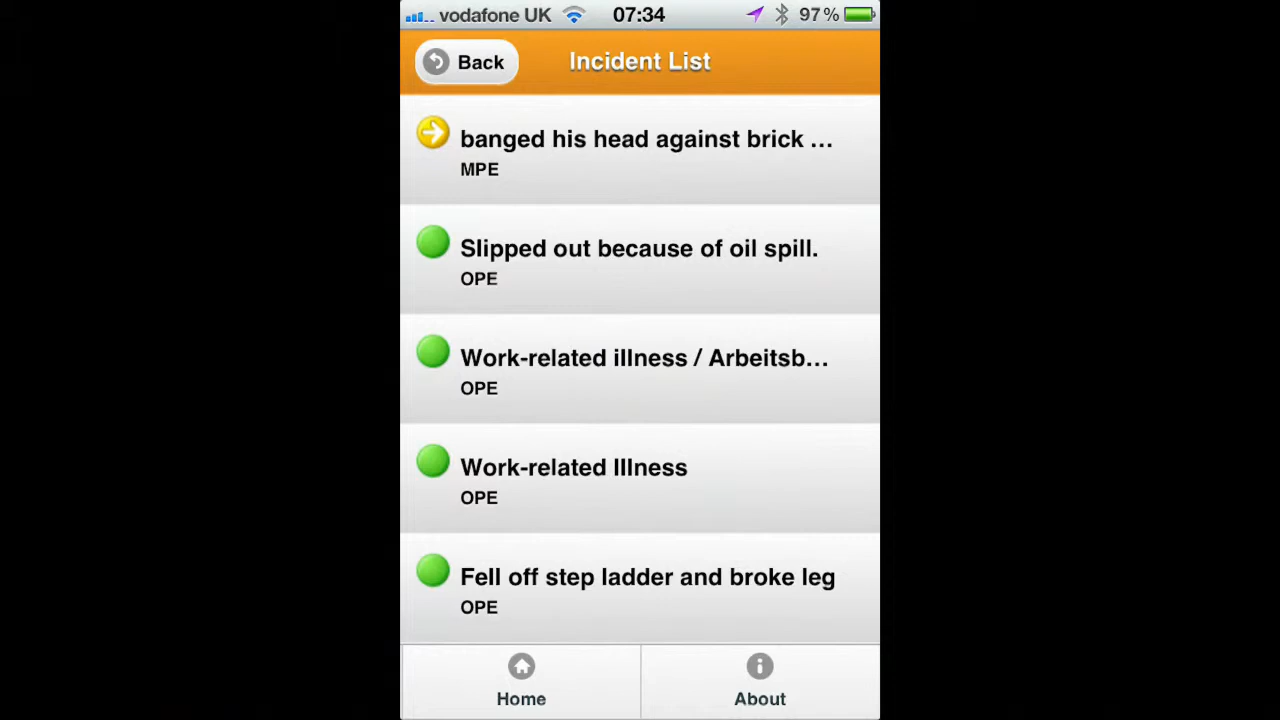 vodafone UK 07:34 97%
Back Incident List
banged his head against brick ...
MPE
Slipped out because of oil spill.
OPE
Work-related illness / Arbeitsb...
OPE
Work-related Illness
OPE
Fell off step ladder and broke leg
OPE
Home About